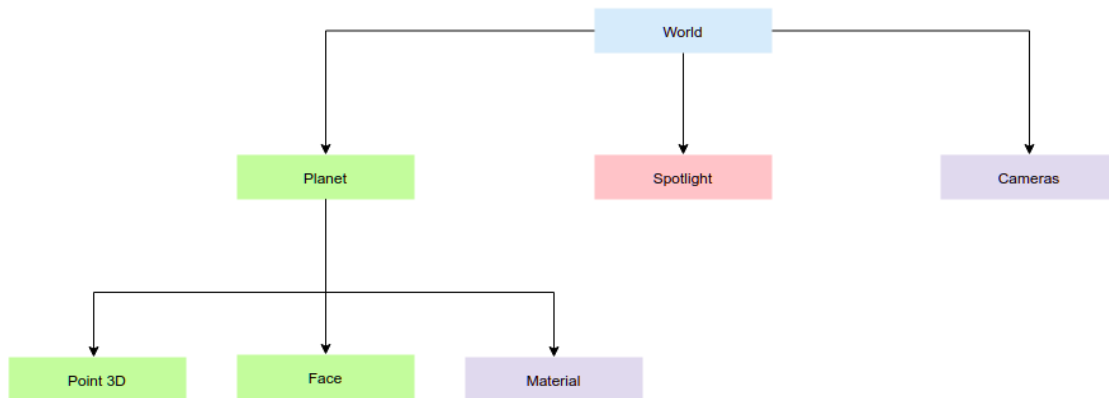 World
Planet
Spotlight
Cameras
Point 3D
Face
Material